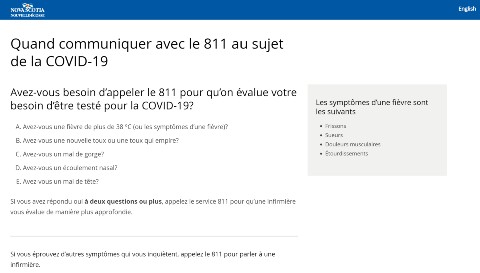 NOVA SCOTIA
NOUVELLE-ÉCOSSE
English
Quand communiquer avec le 811 au sujet
de la COVID-19
Avez-vous besoin d'appeler le 811 pour qu'on évalue votre
besoin d'être testé pour la COVID-19?
A. Avez-vous une fièvre de plus de 38 °C (ou les symptômes d'une fièvre)?
B. Avez-vous une nouvelle toux ou une toux qui empire?
C. Avez-vous un mal de gorge?
D. Avez-vous un écoulement nasal?
E. Avez-vous un mal de tête?
Si vous avez répondu oui à deux questions ou plus, appelez le service 811 pour qu'une infirmière
vous évalue de manière plus approfondie.
Si vous éprouvez d'autres symptômes qui vous inquiètent, appelez le 811 pour parler à une
infirmière.
Les symptômes d'une fièvre sont
les suivants
• Frissons
• Sueurs
• Douleurs musculaires
• Étourdissements